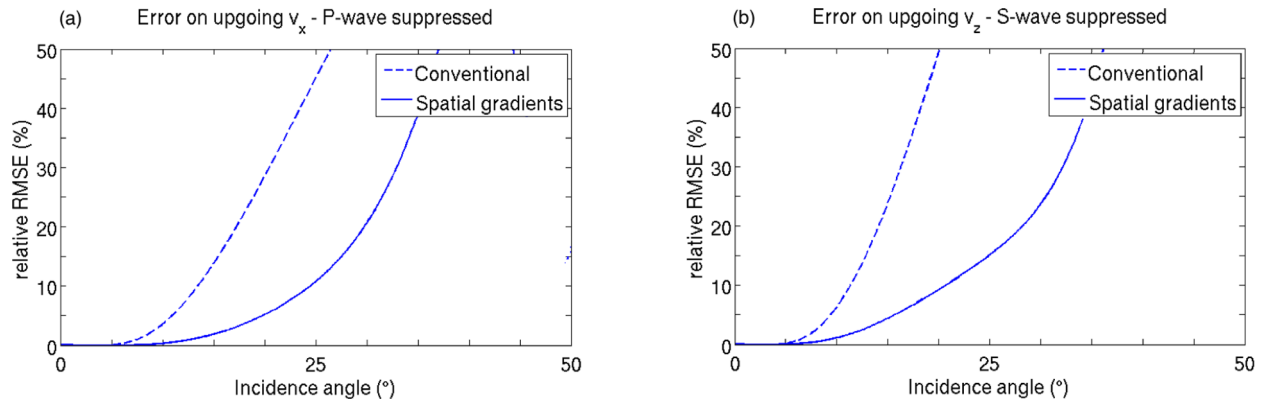 (a) Error on upgoing vx - P-wave suppressed
50
40
30
20
10
0
relative RMSE (%)
Conventional
Spatial gradients
0 25 50
Incidence angle (°)
(b) Error on upgoing vz - S-wave suppressed
50
40
30
20
10
0
relative RMSE (%)
Conventional
Spatial gradients
0 25 50
Incidence angle (°)